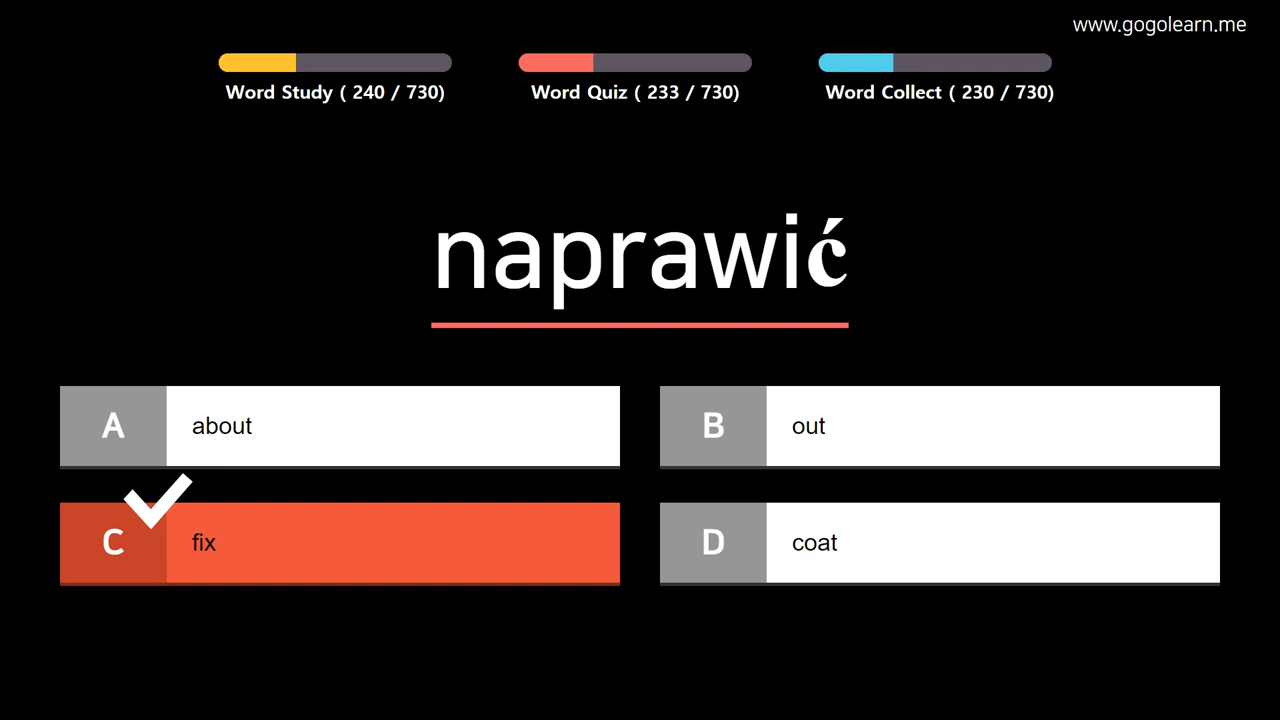 www.gogolearn.me
Word Study ( 240 / 730)
Word Quiz ( 233 / 730)
Word Collect ( 230 / 730)
naprawić
A about
B out
C fix
D coat